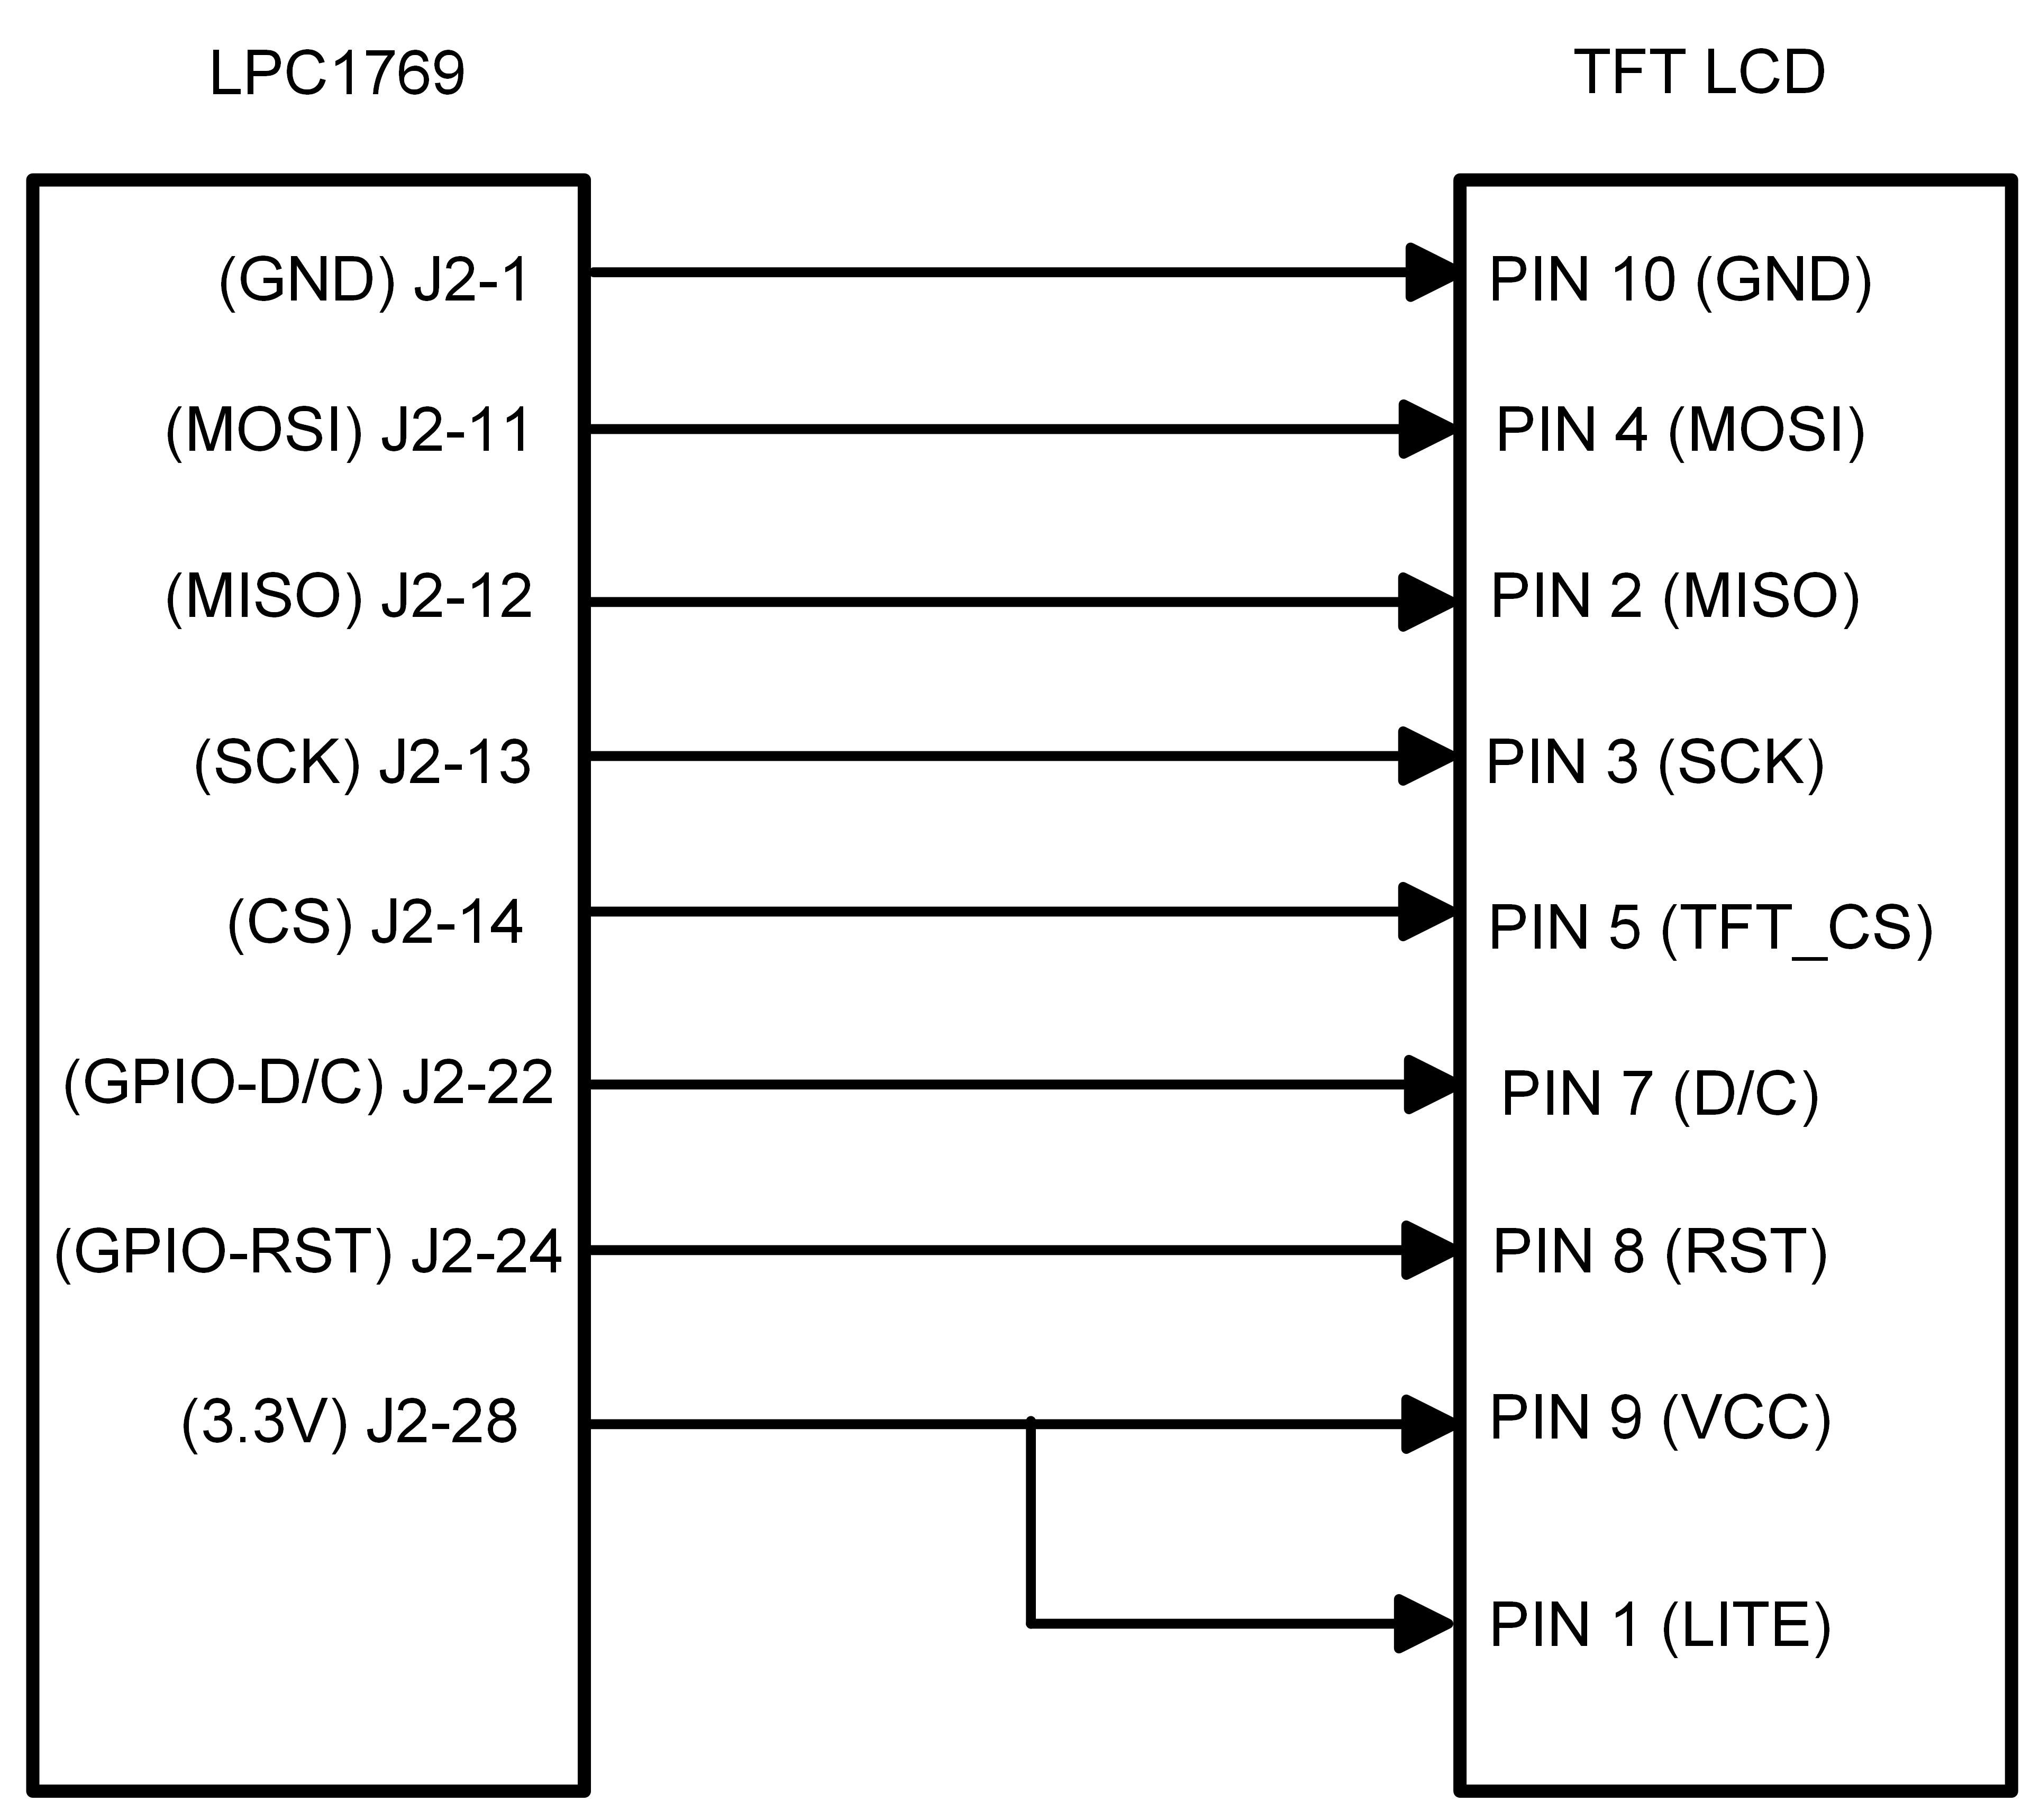 LPC1769 TFT LCD
(GND) J2-1 PIN 10 (GND)
(MOSI) J2-11 PIN 4 (MOSI)
(MISO) J2-12 PIN 2 (MISO)
(SCK) J2-13 PIN 3 (SCK)
(CS) J2-14 PIN 5 (TFT_CS)
(GPIO-D/C) J2-22 PIN 7 (D/C)
(GPIO-RST) J2-24 PIN 8 (RST)
(3.3V) J2-28 PIN 9 (VCC)
PIN 1 (LITE)